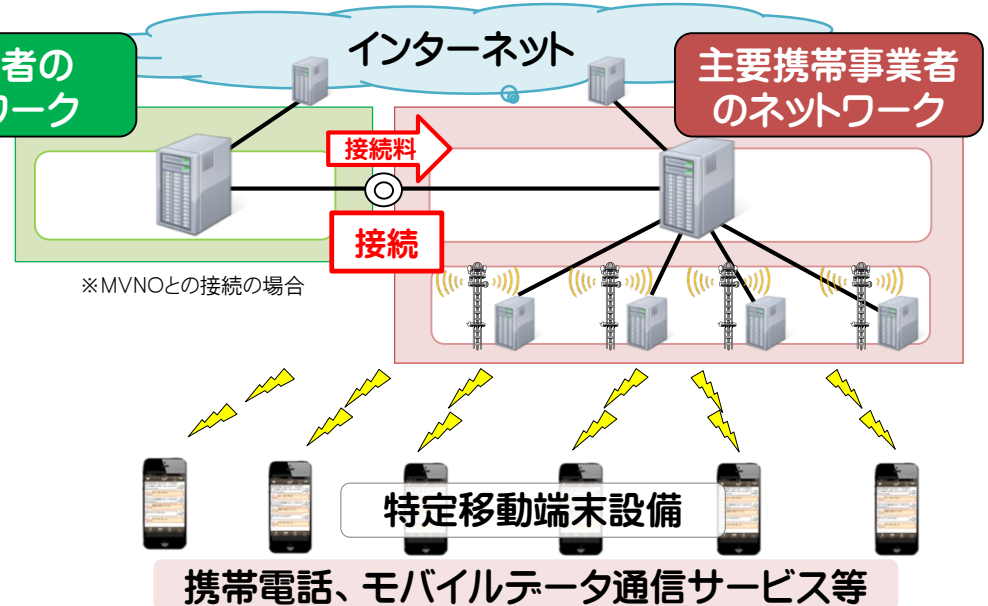 インターネット
者の
ワーク
主要携帯事業者
のネットワーク
接続料
接続
※MVNOとの接続の場合
特定移動端末設備
携帯電話、モバイルデータ通信サービス等